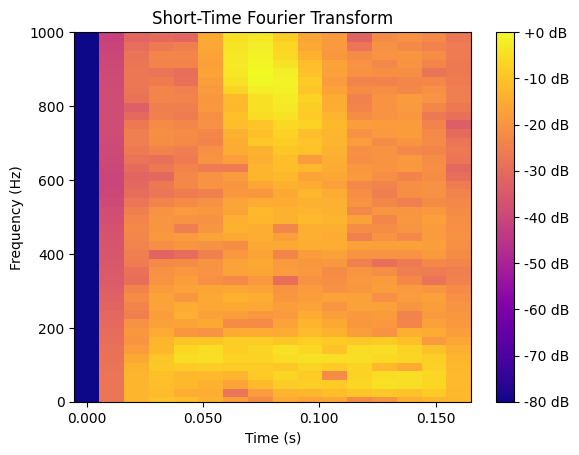 Short-Time Fourier Transform
1000
800
600
400
200
0
Frequency (Hz)
0.000
0.050
0.100
0.150
Time (s)
+0 dB
-10 dB
-20 dB
-30 dB
-40 dB
-50 dB
-60 dB
-70 dB
-80 dB